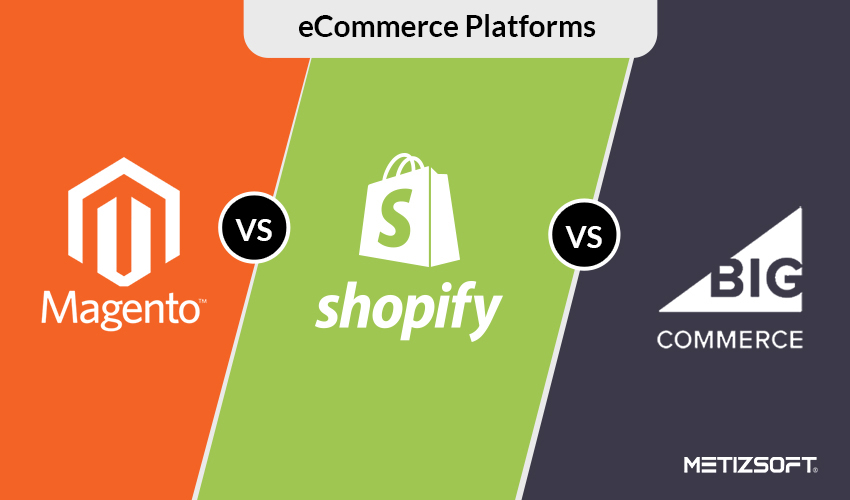 eCommerce Platforms
Magento™
VS
S
shopify
VS
BIG
COMMERCE
METIZSOFT®